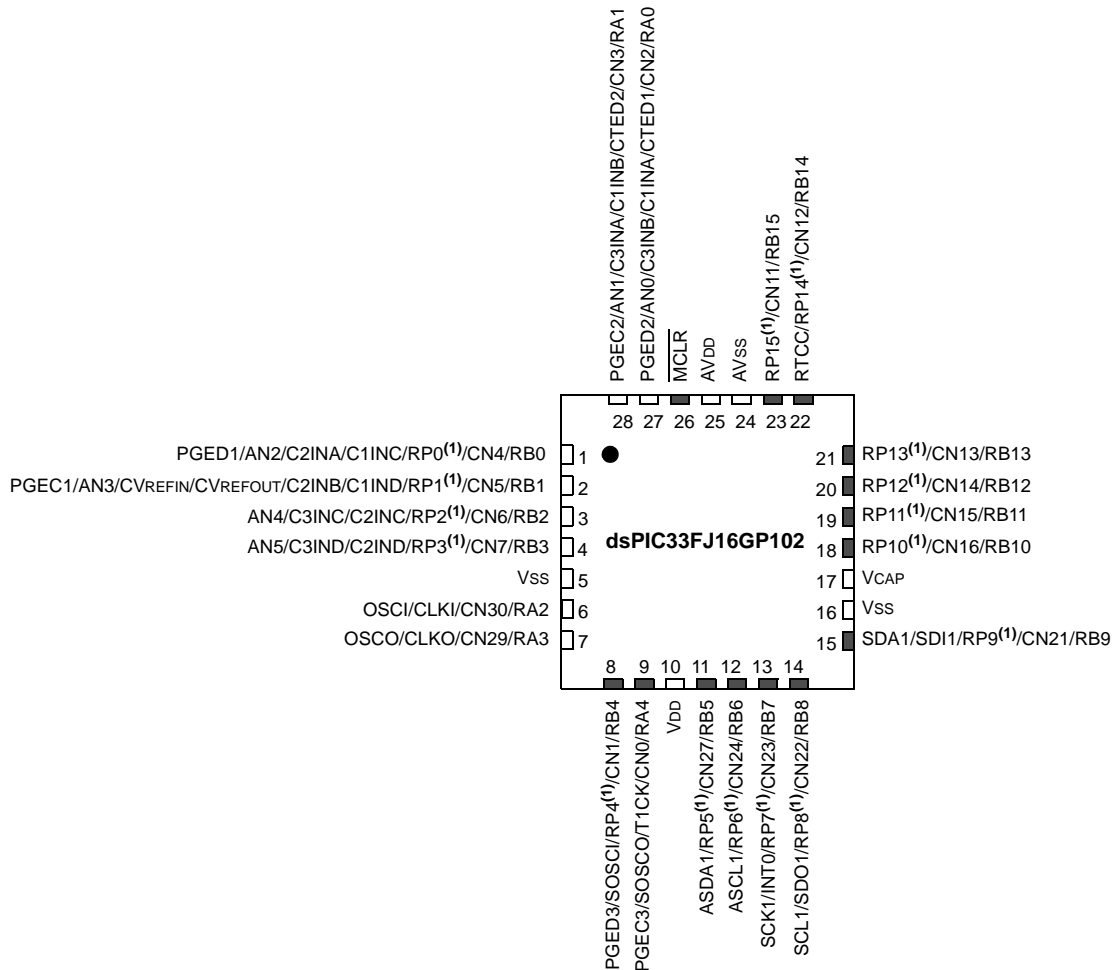 PGEC2/AN1/C3INA/C1INB/CTED2/CN3/RA1
PGED2/AN0/C3INB/C1INA/CTED1/CN2/RA0
MCLR
AVDD
AVSS
RP15(1)/CN11/RB15
RTCC/RP14(1)/CN12/RB14
28 27 26 25 24 23 22
PGED1/AN2/C2INA/C1INC/RP0(1)/CN4/RB0 1
PGEC1/AN3/CVREFIN/CVREFOUT/C2INB/C1IND/RP1(1)/CN5/RB1 2
AN4/C3INC/C2INC/RP2(1)/CN6/RB2 3
AN5/C3IND/C2IND/RP3(1)/CN7/RB3 4
VSS 5
OSCI/CLKI/CN30/RA2 6
OSCO/CLKO/CN29/RA3 7
dsPIC33FJ16GP102
21 RP13(1)/CN13/RB13
20 RP12(1)/CN14/RB12
19 RP11(1)/CN15/RB11
18 RP10(1)/CN16/RB10
17 VCAP
16 VSS
15 SDA1/SDI1/RP9(1)/CN21/RB9
8 9 10 11 12 13 14
PGED3/SOSCI/RP4(1)/CN1/RB4
PGEC3/SOSCO/T1CK/CN0/RA4
VDD
ASDA1/RP5(1)/CN27/RB5
ASCL1/RP6(1)/CN24/RB6
SCK1/INT0/RP7(1)/CN23/RB7
SCL1/SDO1/RP8(1)/CN22/RB8